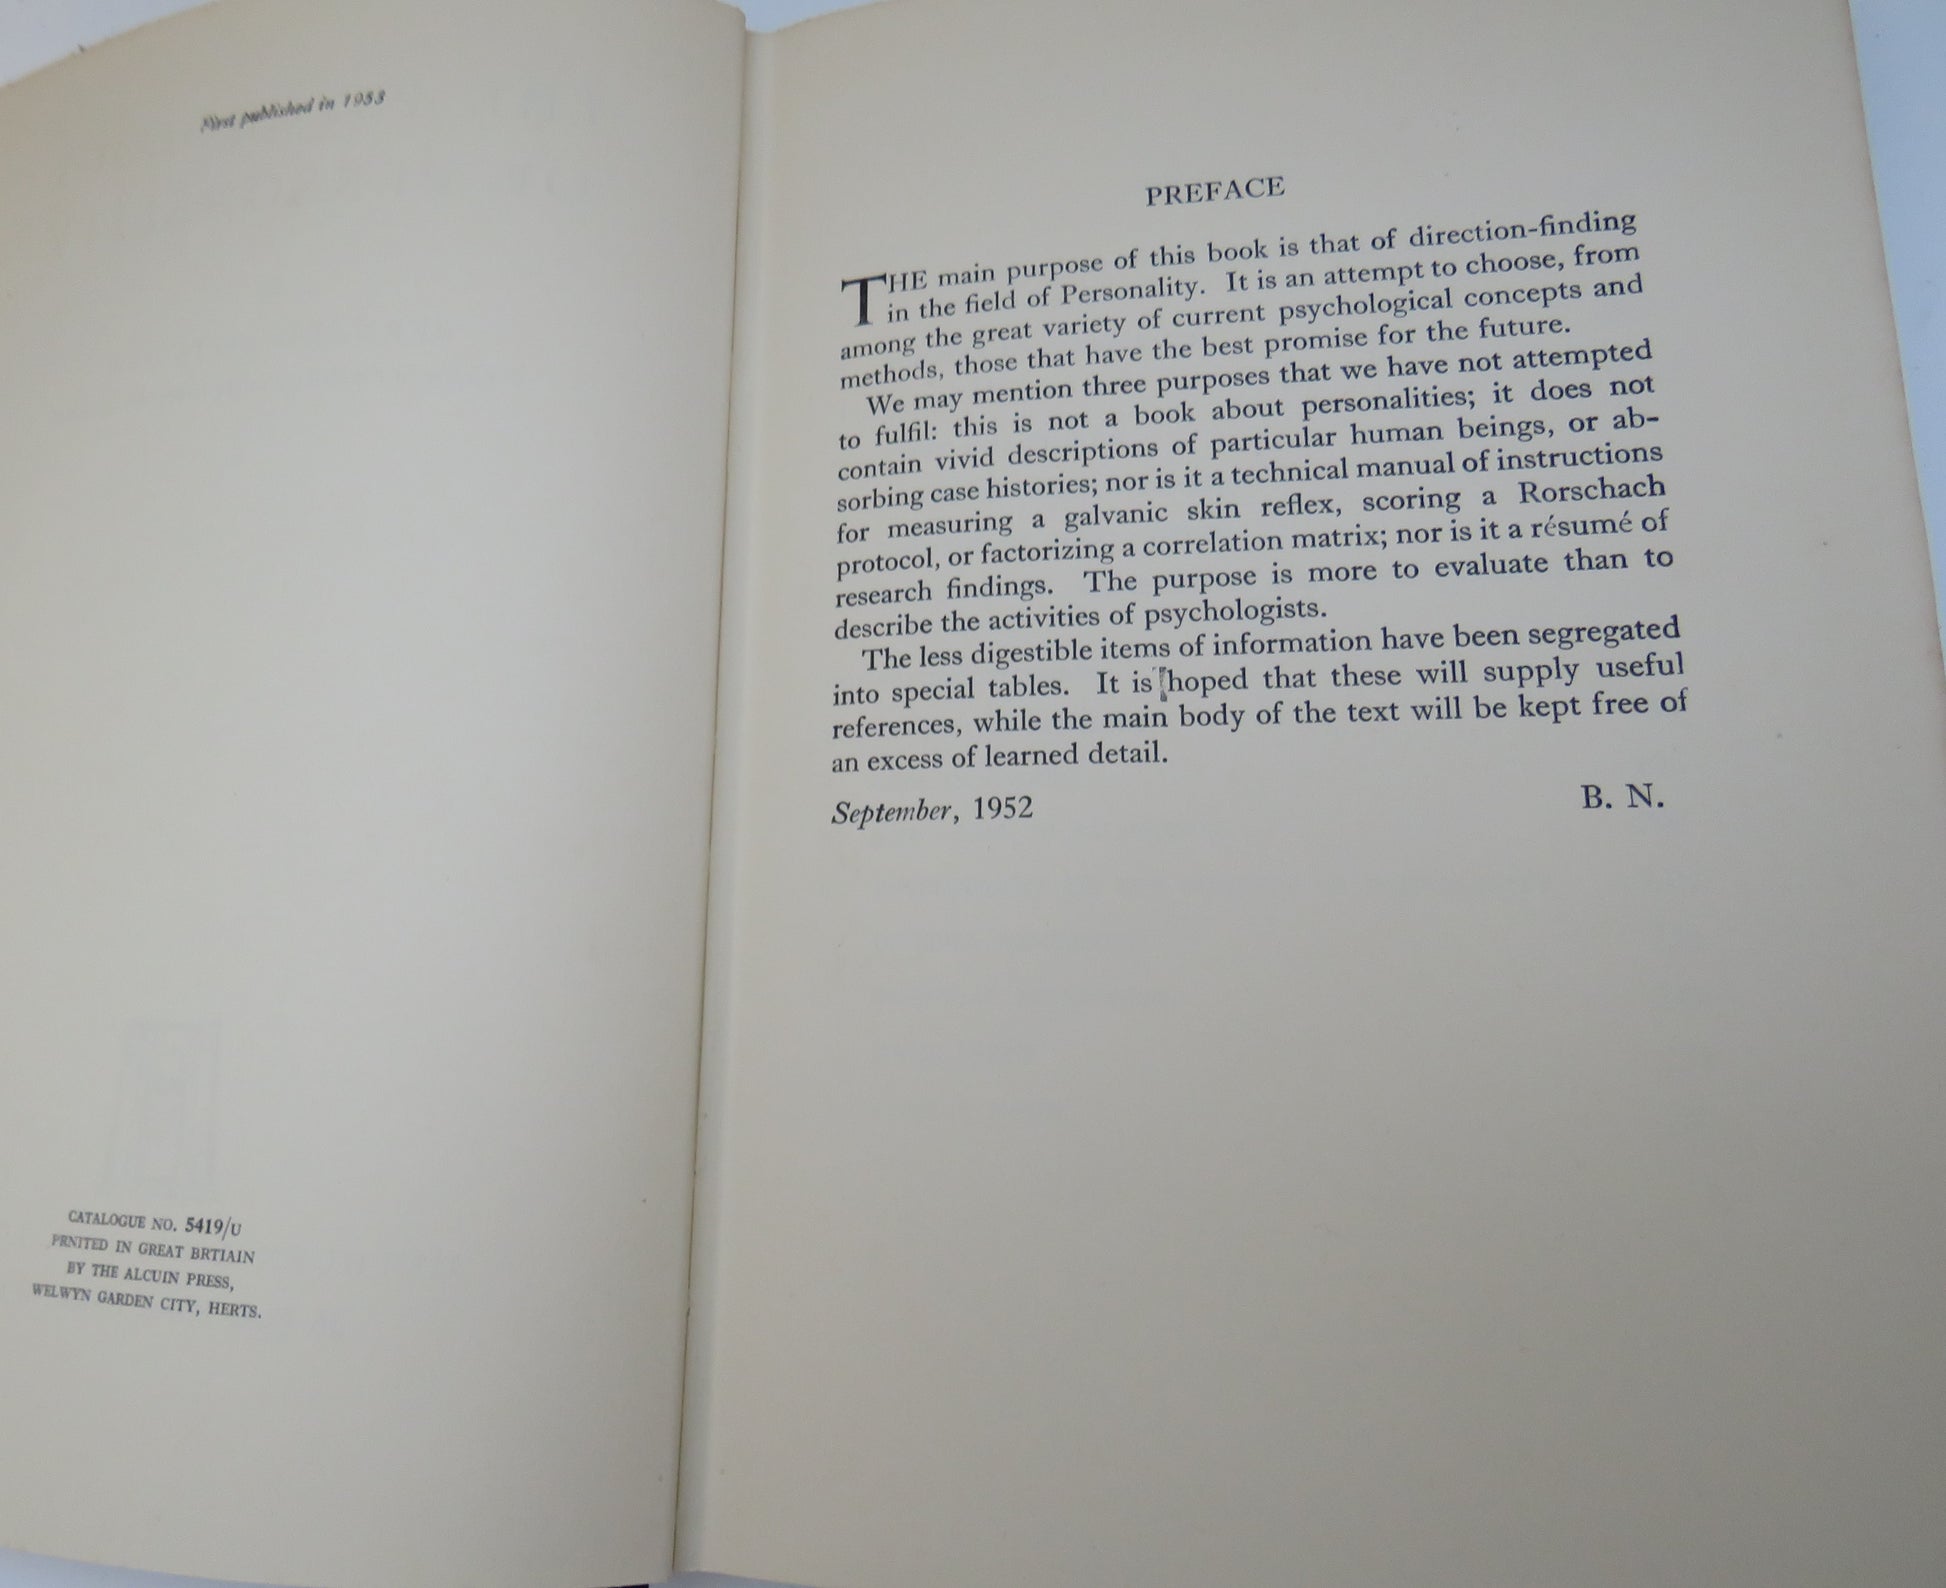 First published in 1953
CATALOGUE NO. 5419/U
PRNITED IN GREAT BRTIAIN
BY THE ALCUIN PRESS,
WELWYN GARDEN CITY, HERTS.
PREFACE
THE main purpose of this book is that of direction-finding
in the field of Personality. It is an attempt to choose, from
among the great variety of current psychological concepts and
methods, those that have the best promise for the future.
We may mention three purposes that we have not attempted
to fulfil: this is not a book about personalities; it does not
contain vivid descriptions of particular human beings, or ab-
sorbing case histories; nor is it a technical manual of instructions
for measuring a galvanic skin reflex, scoring a Rorschach
protocol, or factorizing a correlation matrix; nor is it a résumé of
research findings. The purpose is more to evaluate than to
describe the activities of psychologists.
The less digestible items of information have been segregated
into special tables. It is hoped that these will supply useful
references, while the main body of the text will be kept free of
an excess of learned detail.
September, 1952 B. N.